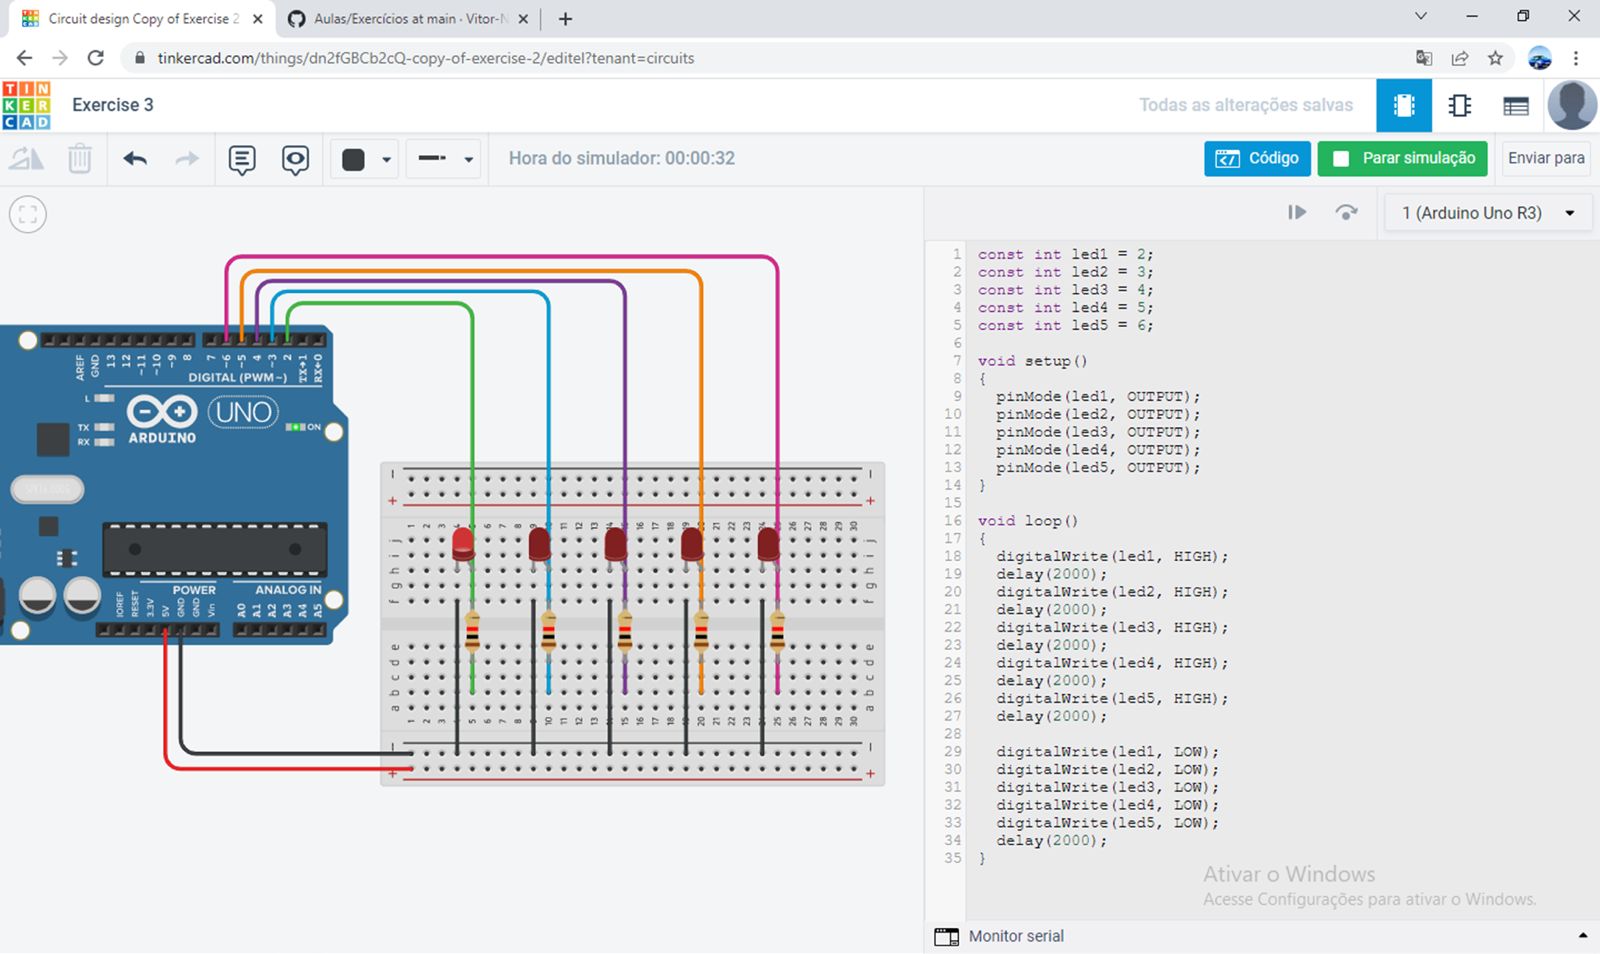 Circuit design Copy of Exercise 2
Aulas/Exercícios at main · Vitor-N
tinkercad.com/things/dn2fGBCb2cQ-copy-of-exercise-2/editel?tenant=circuits
TIN
KER
CAD
Exercise 3
Todas as alterações salvas
Hora do simulador: 00:00:32
Código
Parar simulação
Enviar para
1 (Arduino Uno R3)
AREF
GND
13
12
~11
~10
~9
8
7
~6
~5
4
~3
2
TX→1
RX←0
DIGITAL (PWM~)
L
TX
RX
ARDUINO
UNO
ON
POWER
ANALOG IN
IOREF
RESET
3.3V
5V
GND
GND
Vin
A0
A1
A2
A3
A4
A5
1 const int led1 = 2;
2 const int led2 = 3;
3 const int led3 = 4;
4 const int led4 = 5;
5 const int led5 = 6;
6
7 void setup()
8 {
9 pinMode(led1, OUTPUT);
10 pinMode(led2, OUTPUT);
11 pinMode(led3, OUTPUT);
12 pinMode(led4, OUTPUT);
13 pinMode(led5, OUTPUT);
14 }
15
16 void loop()
17 {
18 digitalWrite(led1, HIGH);
19 delay(2000);
20 digitalWrite(led2, HIGH);
21 delay(2000);
22 digitalWrite(led3, HIGH);
23 delay(2000);
24 digitalWrite(led4, HIGH);
25 delay(2000);
26 digitalWrite(led5, HIGH);
27 delay(2000);
28
29 digitalWrite(led1, LOW);
30 digitalWrite(led2, LOW);
31 digitalWrite(led3, LOW);
32 digitalWrite(led4, LOW);
33 digitalWrite(led5, LOW);
34 delay(2000);
35 }
Ativar o Windows
Acesse Configurações para ativar o Windows.
Monitor serial